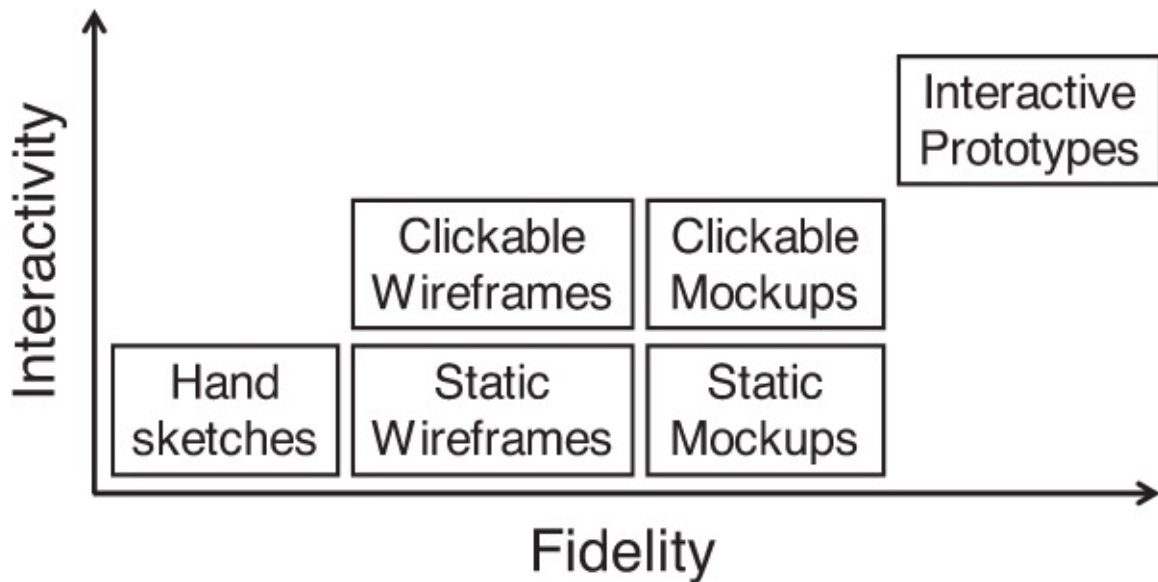 Interactivity
Interactive
Prototypes
Clickable
Wireframes
Clickable
Mockups
Hand
sketches
Static
Wireframes
Static
Mockups
Fidelity